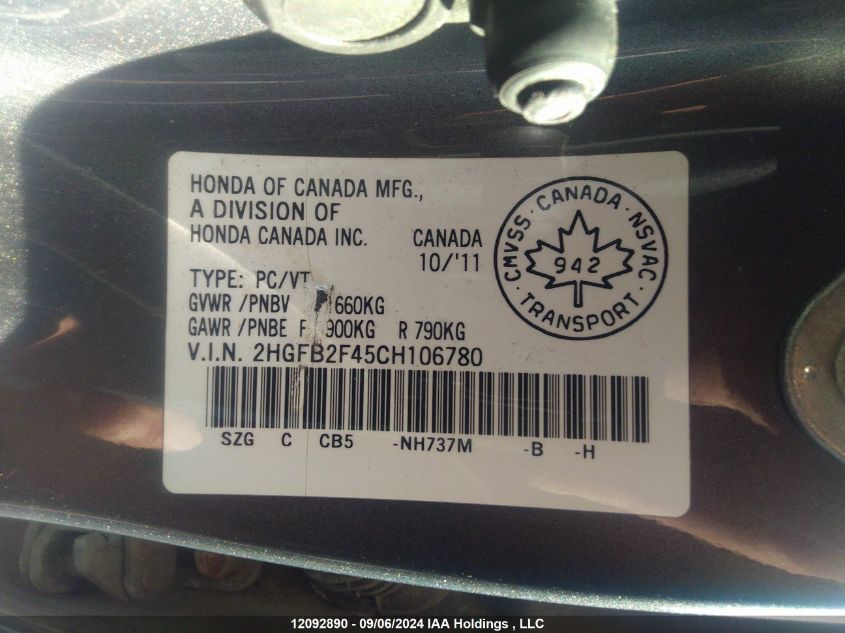 HONDA OF CANADA MFG.,
A DIVISION OF
HONDA CANADA INC. CANADA
10/'11
TYPE: PC/VT
GVWR /PNBV 660KG
GAWR /PNBE F 900KG R 790KG
V.I.N. 2HGFB2F45CH106780
SZG C CB5 -NH737M -B -H
CMVSS · CANADA · NSVAC
942
· TRANSPORT ·
12092890 - 09/06/2024 IAA Holdings , LLC